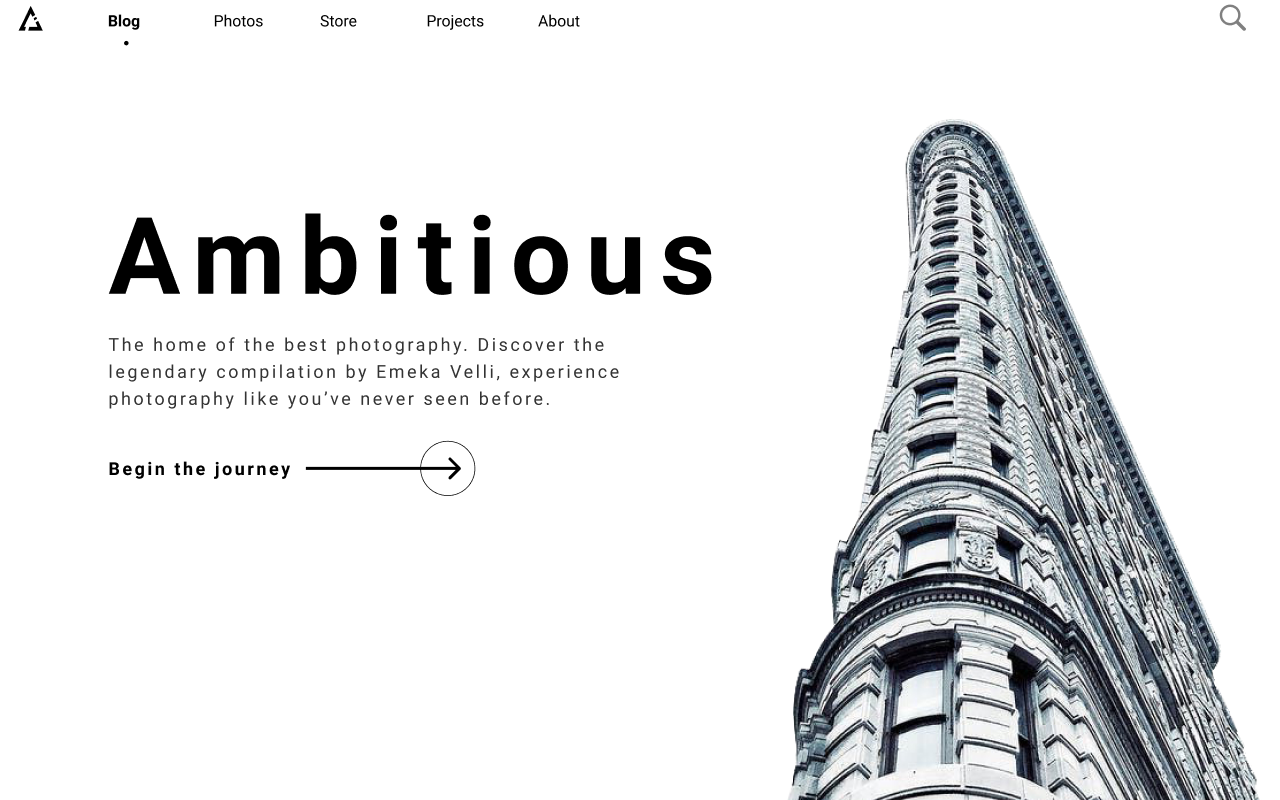 Blog Photos Store Projects About
Ambitious
The home of the best photography. Discover the
legendary compilation by Emeka Velli, experience
photography like you’ve never seen before.
Begin the journey